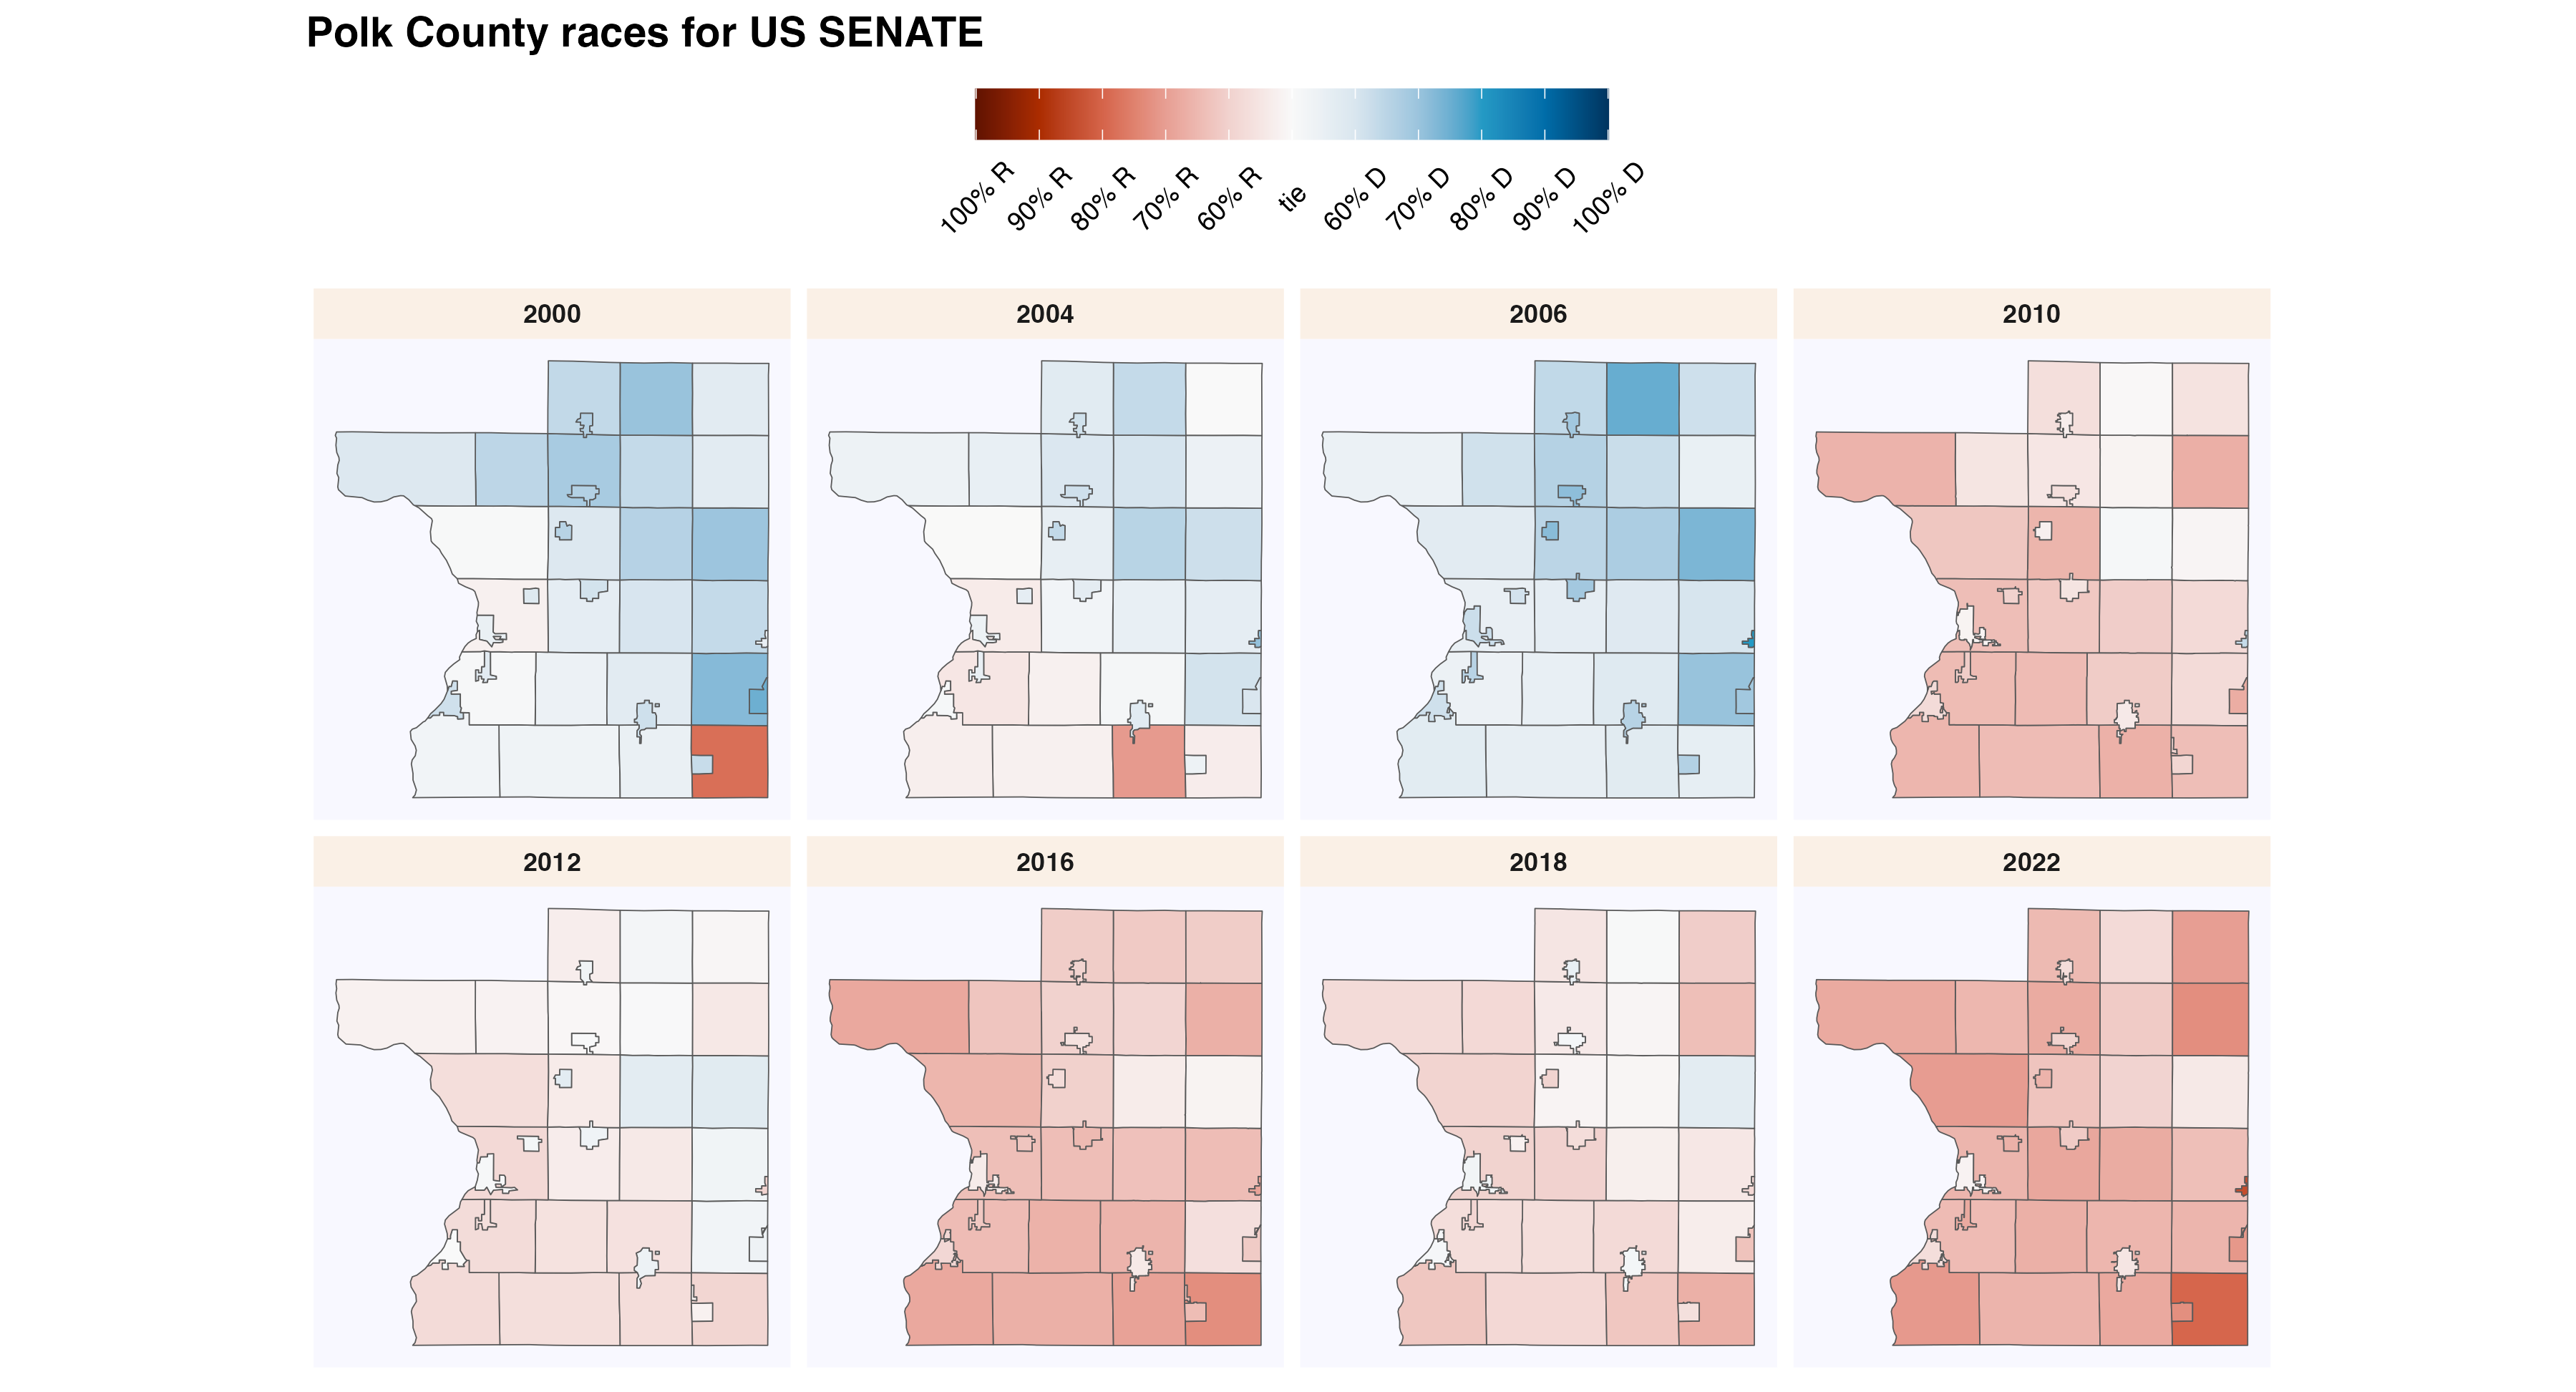 Polk County races for US SENATE
100% R 90% R 80% R 70% R 60% R tie 60% D 70% D 80% D 90% D 100% D
2000 2004 2006 2010
2012 2016 2018 2022